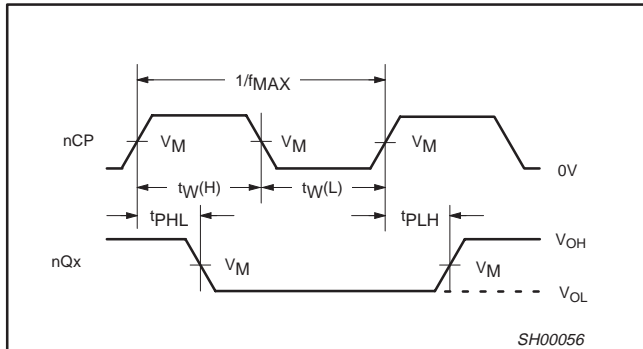 1/fMAX
nCP
VM
VM
VM
0V
tW(H)
tW(L)
tPHL
tPLH
VOH
nQx
VM
VM
VOL
SH00056